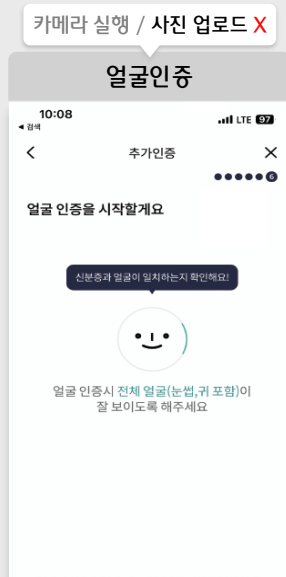 카메라 실행 / 사진 업로드 X
얼굴인증
10:08
LTE 97
◀ 검색
추가인증
6
얼굴 인증을 시작할게요
신분증과 얼굴이 일치하는지 확인해요!
얼굴 인증시 전체 얼굴(눈썹,귀 포함)이
잘 보이도록 해주세요